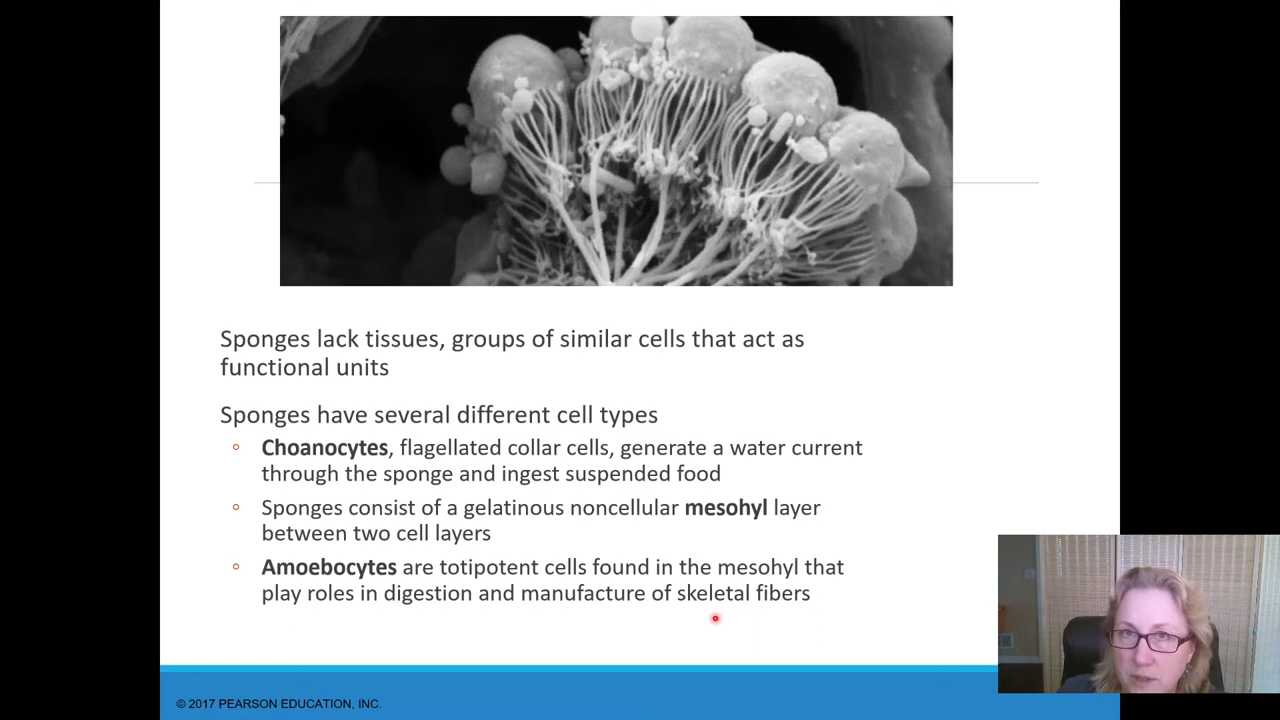 Sponges lack tissues, groups of similar cells that act as
functional units
Sponges have several different cell types
Choanocytes, flagellated collar cells, generate a water current
through the sponge and ingest suspended food
Sponges consist of a gelatinous noncellular mesohyl layer
between two cell layers
Amoebocytes are totipotent cells found in the mesohyl that
play roles in digestion and manufacture of skeletal fibers
© 2017 PEARSON EDUCATION, INC.